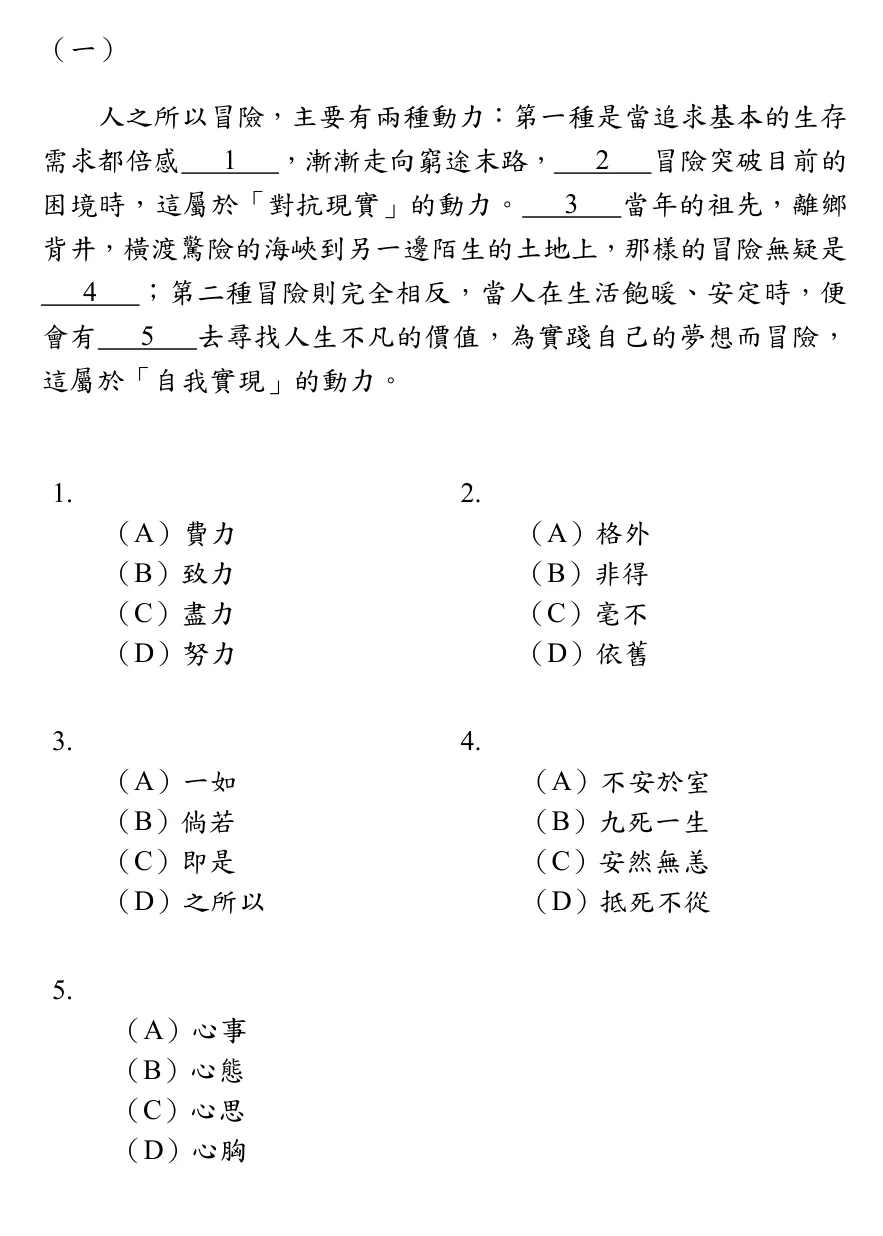 （一）
人之所以冒險，主要有兩種動力：第一種是當追求基本的生存
需求都倍感 1 ，漸漸走向窮途末路， 2 冒險突破目前的
困境時，這屬於「對抗現實」的動力。 3 當年的祖先，離鄉
背井，橫渡驚險的海峽到另一邊陌生的土地上，那樣的冒險無疑是
4 ；第二種冒險則完全相反，當人在生活飽暖、安定時，便
會有 5 去尋找人生不凡的價值，為實踐自己的夢想而冒險，
這屬於「自我實現」的動力。
1.
（A）費力
（B）致力
（C）盡力
（D）努力
2.
（A）格外
（B）非得
（C）毫不
（D）依舊
3.
（A）一如
（B）倘若
（C）即是
（D）之所以
4.
（A）不安於室
（B）九死一生
（C）安然無恙
（D）抵死不從
5.
（A）心事
（B）心態
（C）心思
（D）心胸